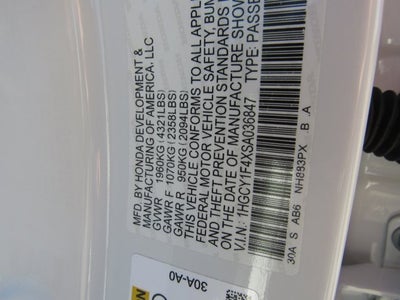 MFD. BY HONDA DEVELOPMENT &
MANUFACTURING OF AMERICA, LLC
GVWR 1960KG (4321LBS)
GAWR F 1070KG (2358LBS)
GAWR R 950KG (2094LBS)
THIS VEHICLE CONFORMS TO ALL APPL
FEDERAL MOTOR VEHICLE SAFETY, BUM
AND THEFT PREVENTION STANDARDS
ON THE DATE OF MANUFACTURE SHOW
V.I.N.: 1HGCY1F4XSA036847 TYPE: PASSE
30A S AB6 NH883PX B A
30A-A0